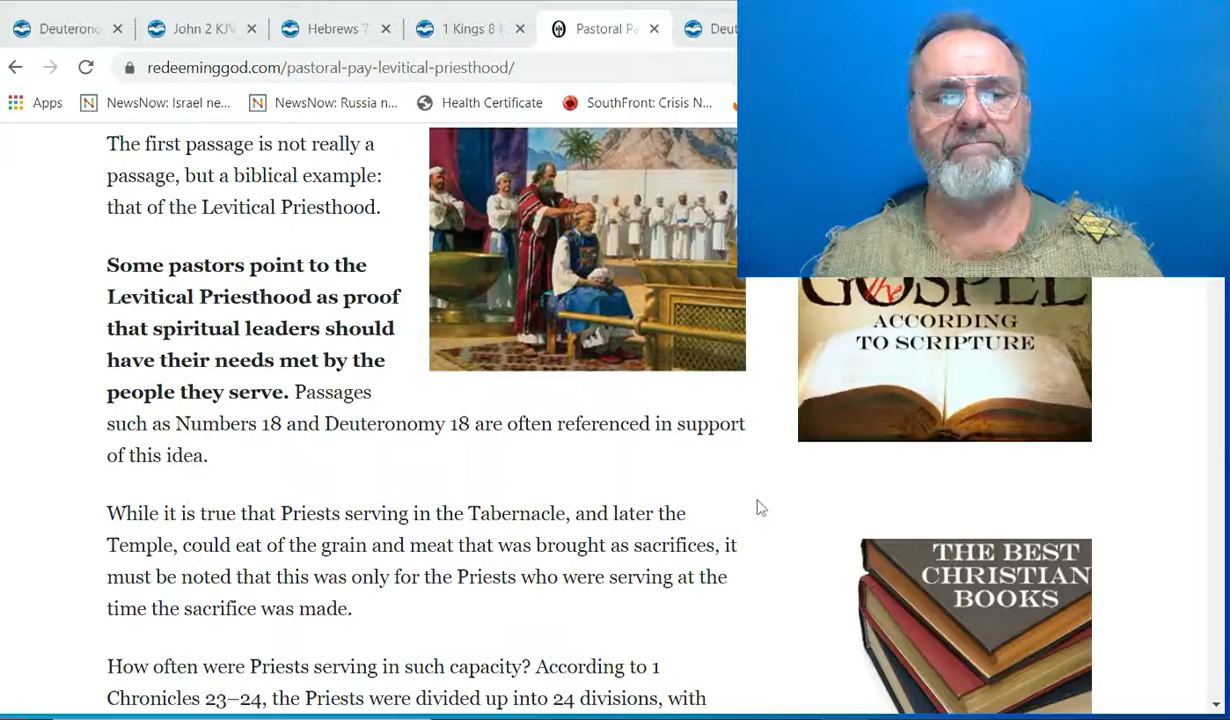 Deuteron
John 2 KJV
Hebrews 7
1 Kings 8 K
Pastoral Pa
Deut
redeeminggod.com/pastoral-pay-levitical-priesthood/
Apps
NewsNow: Israel ne...
NewsNow: Russia n...
Health Certificate
SouthFront: Crisis N...
The first passage is not really a
passage, but a biblical example:
that of the Levitical Priesthood.
Some pastors point to the
Levitical Priesthood as proof
that spiritual leaders should
have their needs met by the
people they serve. Passages
such as Numbers 18 and Deuteronomy 18 are often referenced in support
of this idea.
While it is true that Priests serving in the Tabernacle, and later the
Temple, could eat of the grain and meat that was brought as sacrifices, it
must be noted that this was only for the Priests who were serving at the
time the sacrifice was made.
How often were Priests serving in such capacity? According to 1
Chronicles 23–24, the Priests were divided up into 24 divisions, with
the
GOSPEL
ACCORDING
TO SCRIPTURE
THE BEST
CHRISTIAN
BOOKS